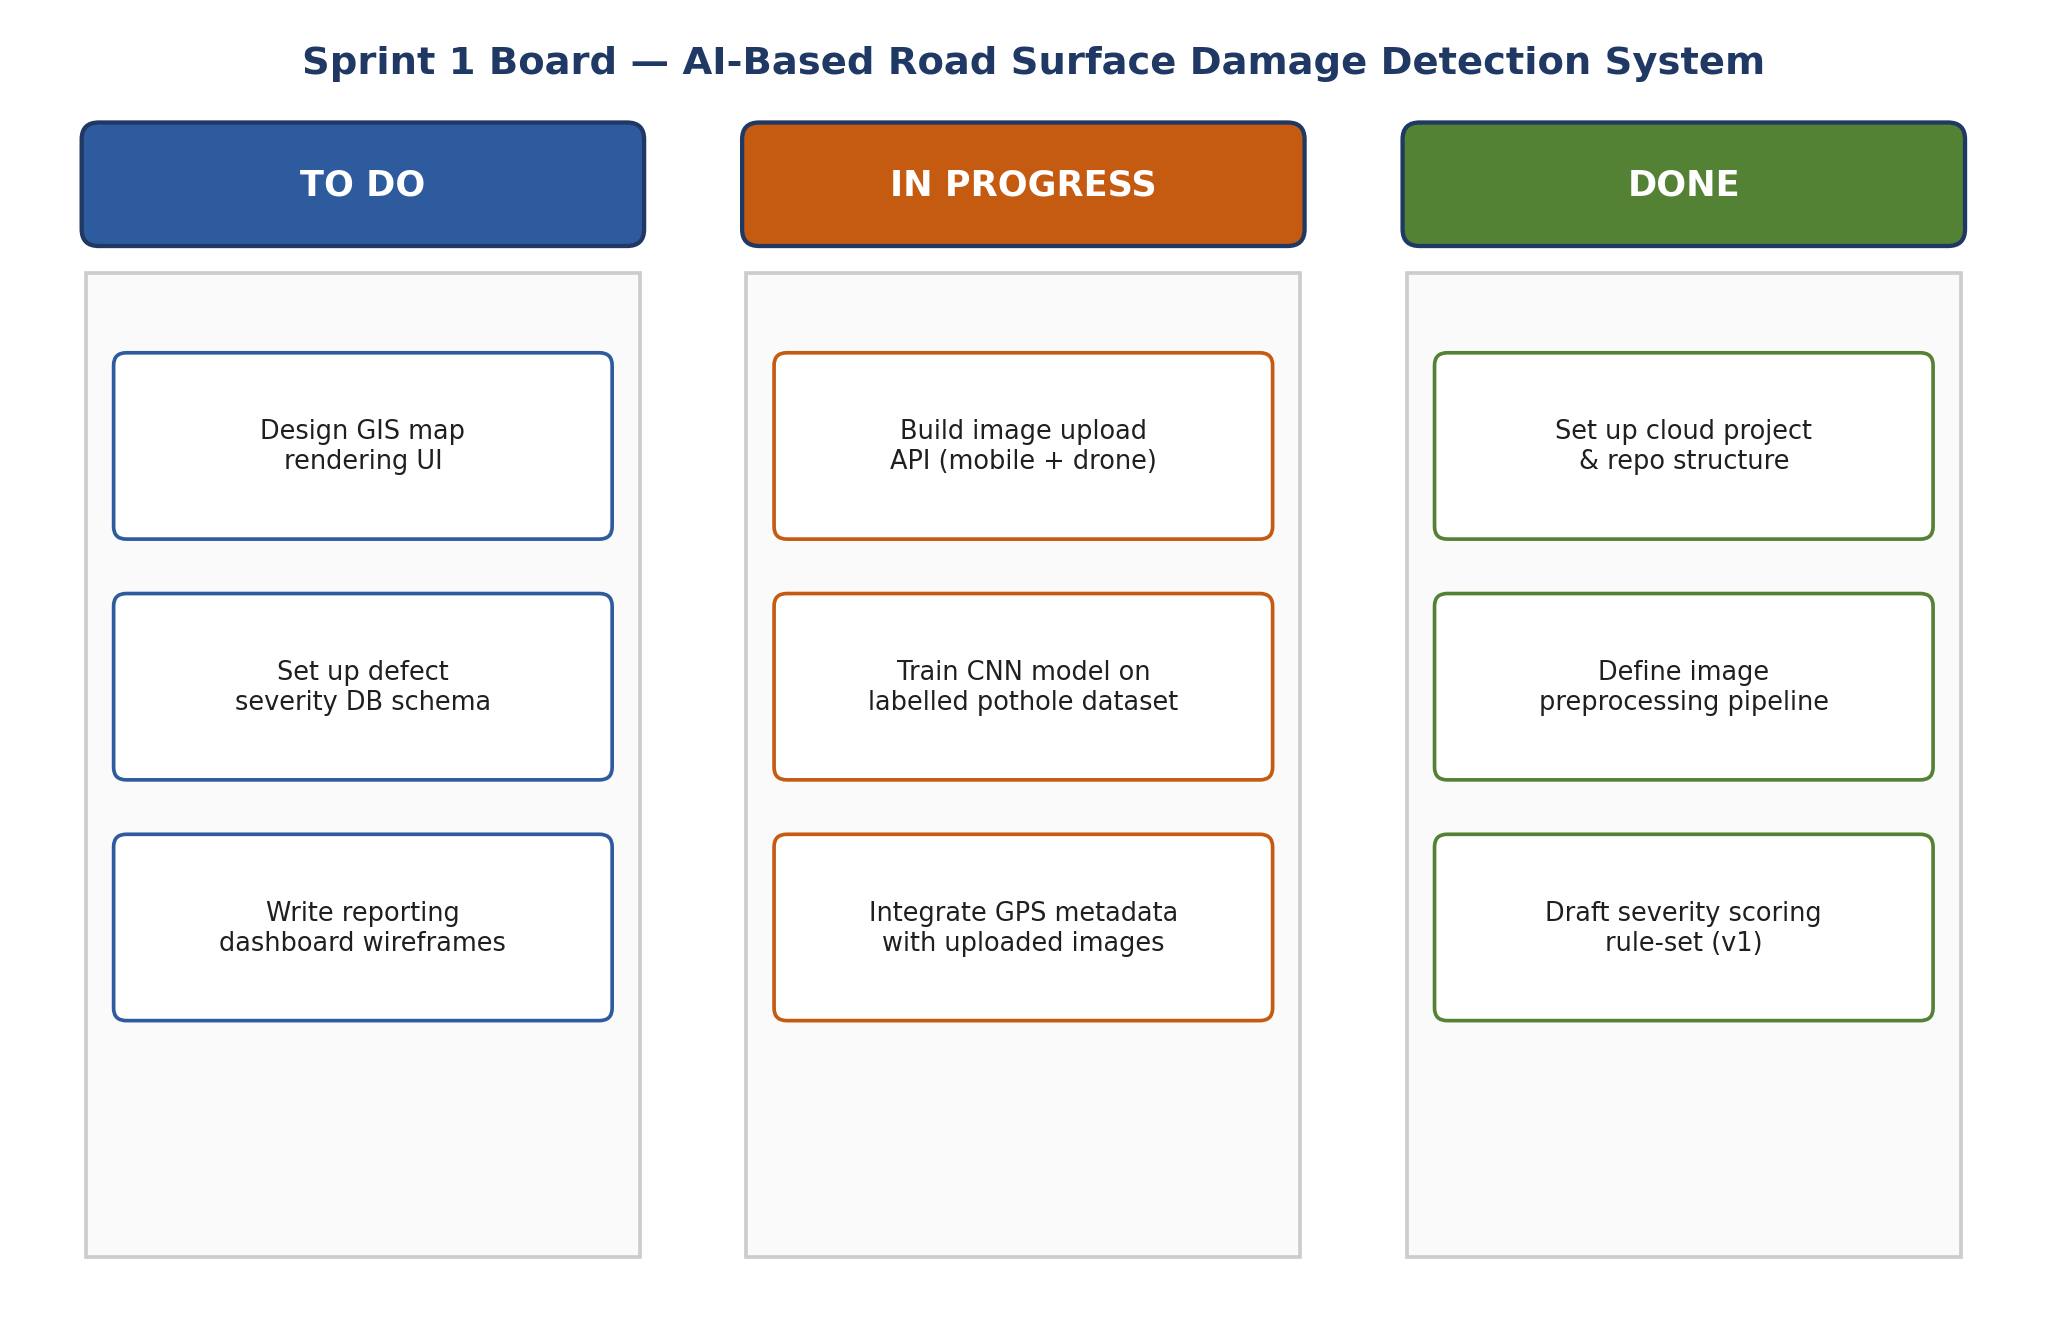 Sprint 1 Board — AI-Based Road Surface Damage Detection System
TO DO
Design GIS map
rendering UI
Set up defect
severity DB schema
Write reporting
dashboard wireframes
IN PROGRESS
Build image upload
API (mobile + drone)
Train CNN model on
labelled pothole dataset
Integrate GPS metadata
with uploaded images
DONE
Set up cloud project
& repo structure
Define image
preprocessing pipeline
Draft severity scoring
rule-set (v1)